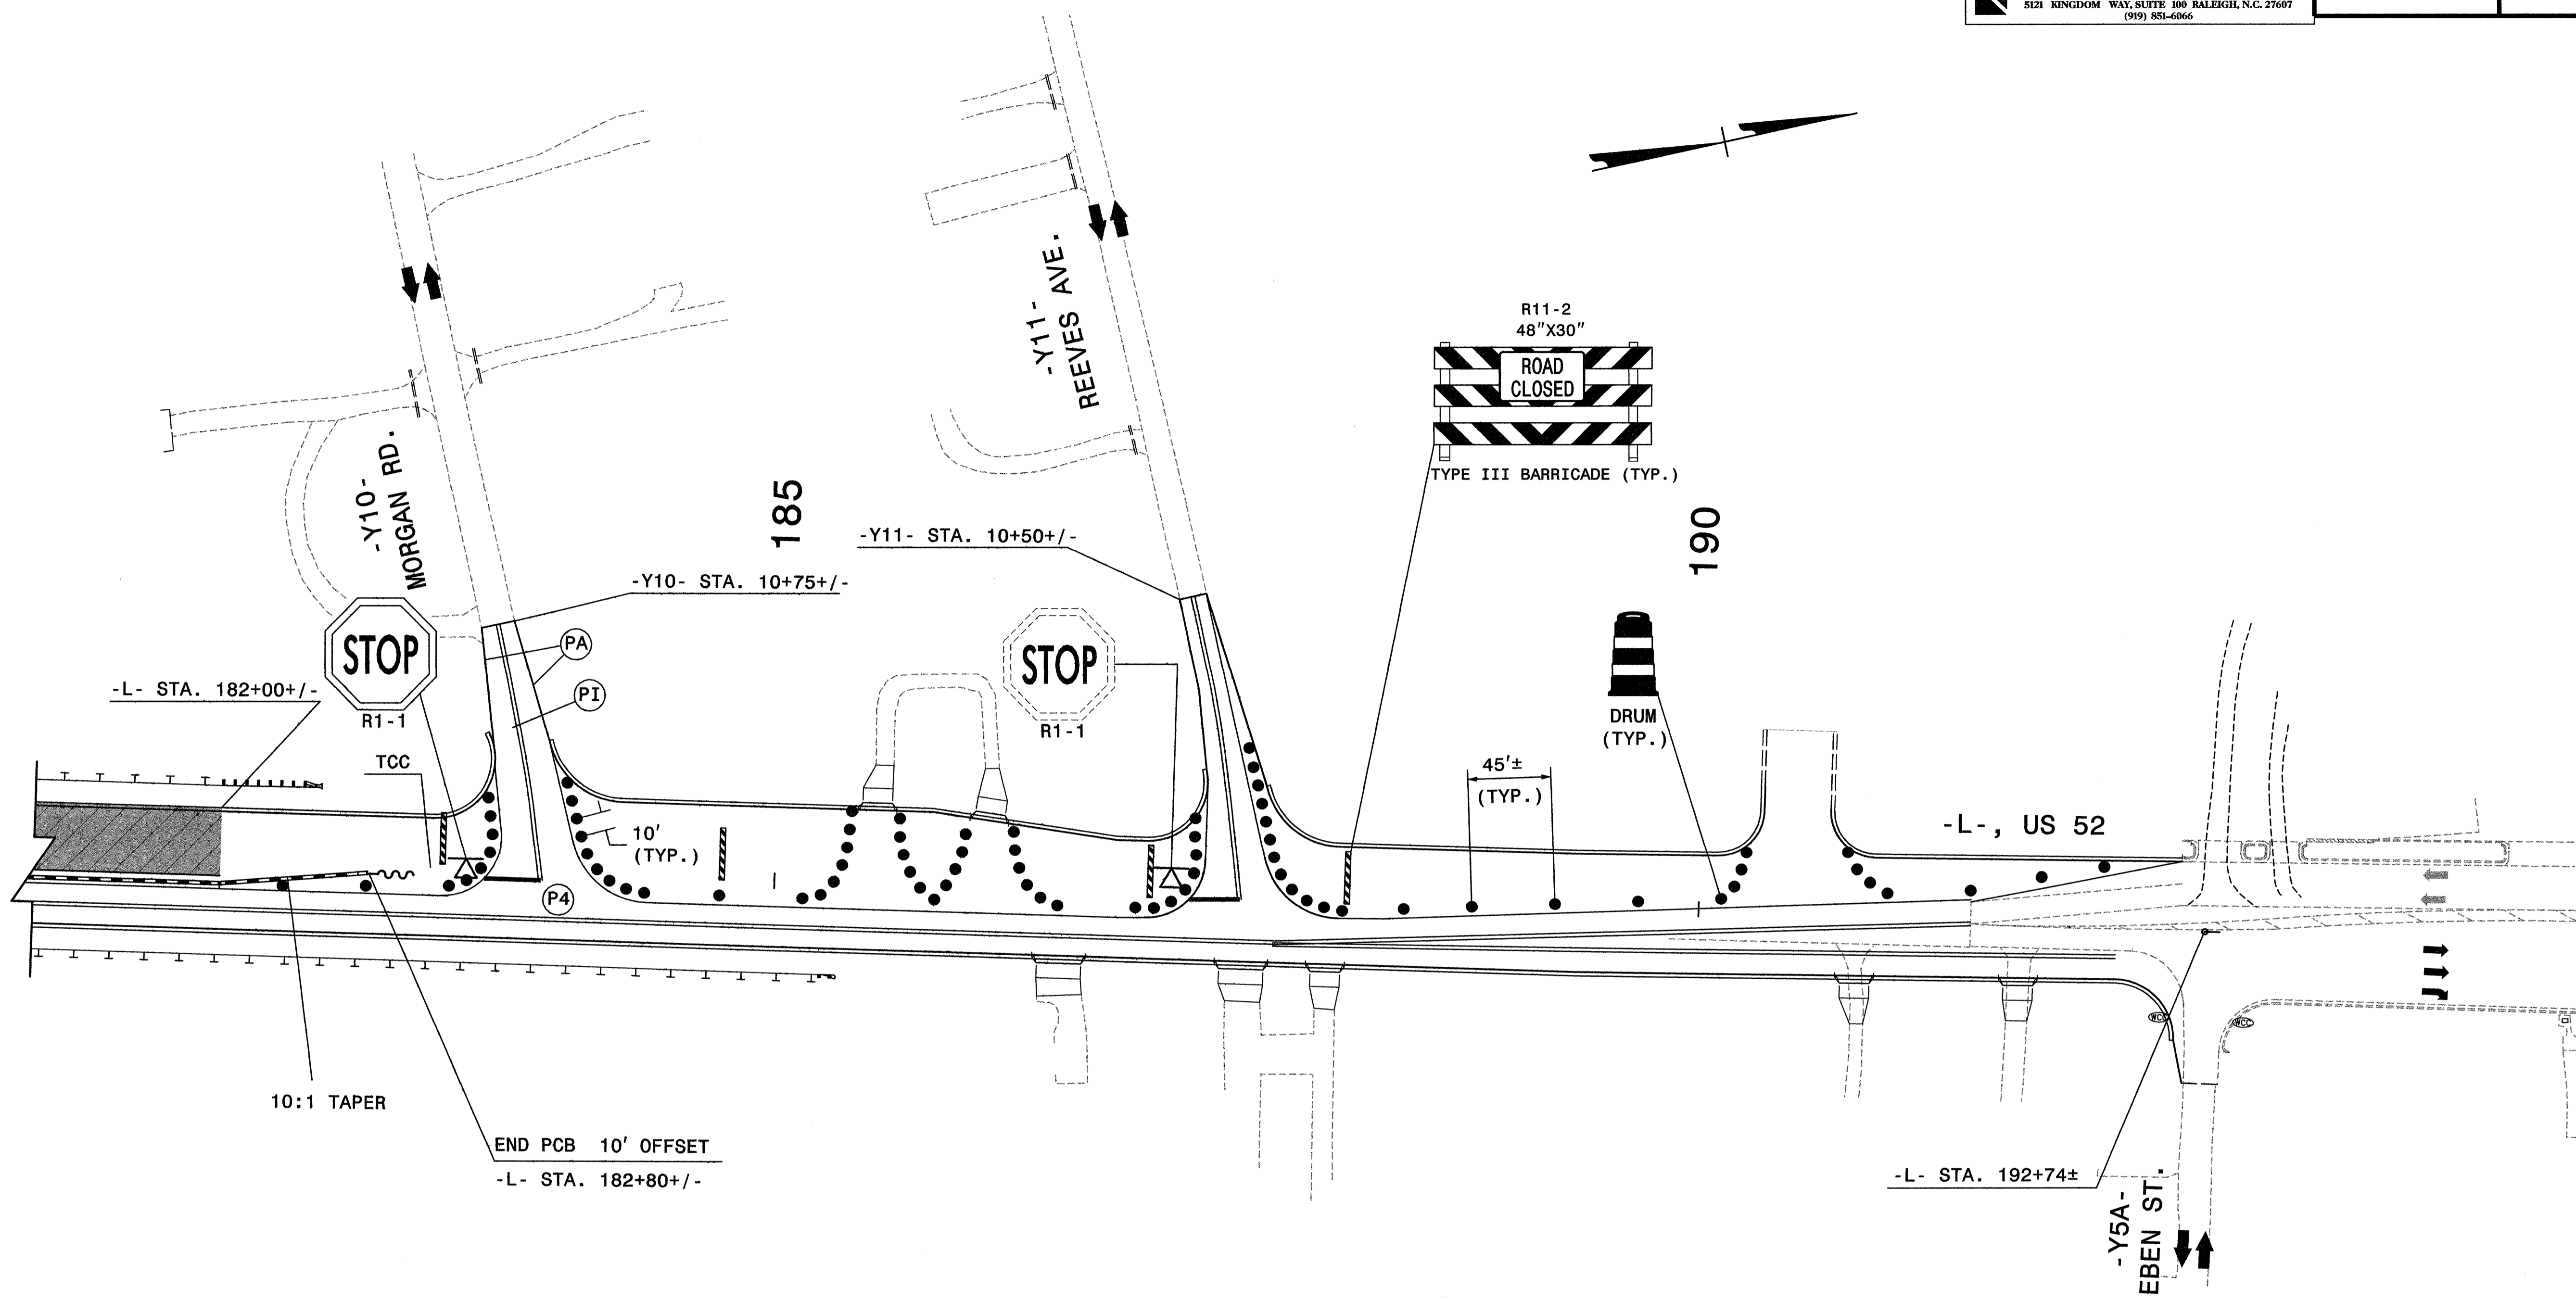 5121 KINGDOM WAY, SUITE 100 RALEIGH, N.C. 27607
(919) 851-6066
-Y10-
MORGAN RD.
-Y11-
REEVES AVE.
R11-2
48"X30"
ROAD
CLOSED
TYPE III BARRICADE (TYP.)
185
190
-Y11- STA. 10+50+/-
-Y10- STA. 10+75+/-
STOP
R1-1
PA
PI
-L- STA. 182+00+/-
TCC
STOP
R1-1
DRUM
(TYP.)
45'±
(TYP.)
10'
(TYP.)
-L-, US 52
P4
WCC
WCC
10:1 TAPER
END PCB 10' OFFSET
-L- STA. 182+80+/-
-L- STA. 192+74±
-Y5A-
EBEN ST.